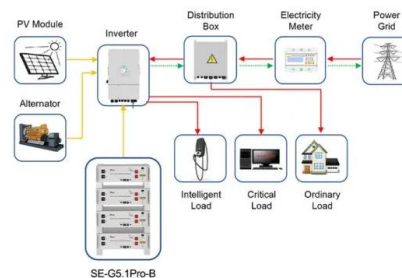 PV Module
Inverter
Distribution
Box
Electricity
Meter
Power
Grid
Alternator
Intelligent
Load
Critical
Load
Ordinary
Load
SE-G5.1Pro-B